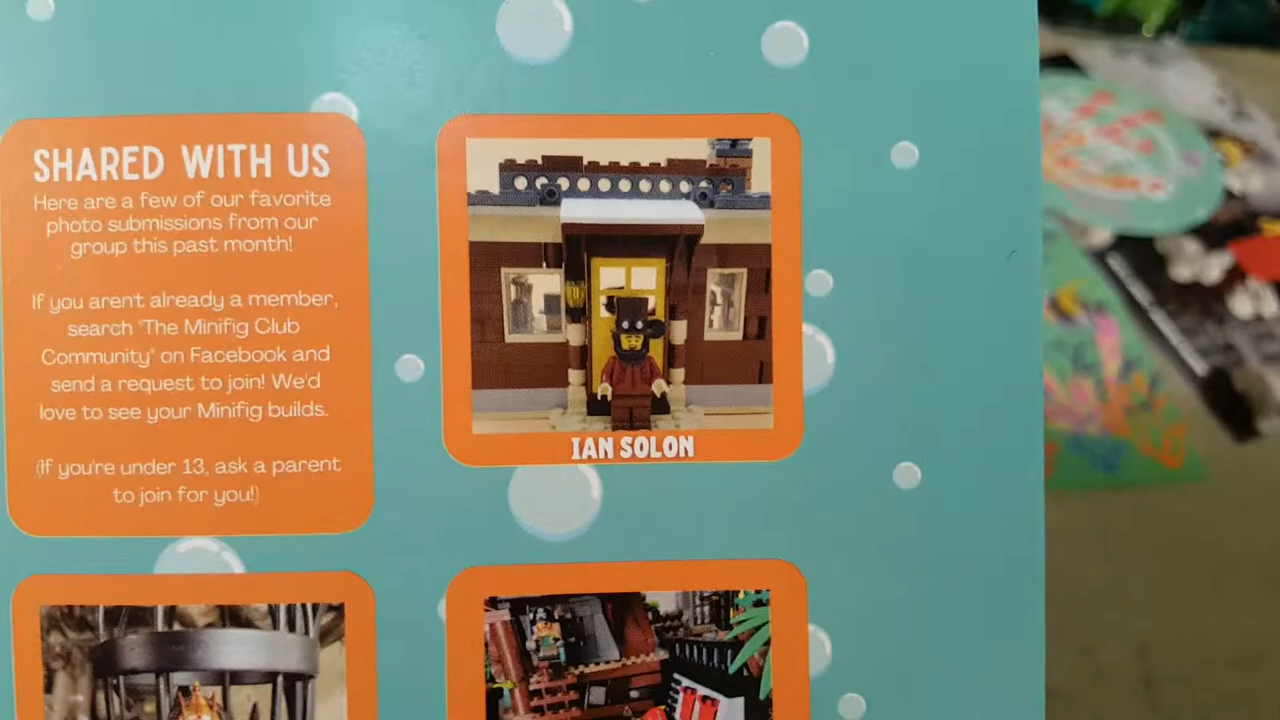 SHARED WITH US
Here are a few of our favorite
photo submissions from our
group this past month!
If you aren't already a member,
search "The Minifig Club
Community" on Facebook and
send a request to join! We'd
love to see your Minifig builds.
(If you're under 13, ask a parent
to join for you!)
IAN SOLON